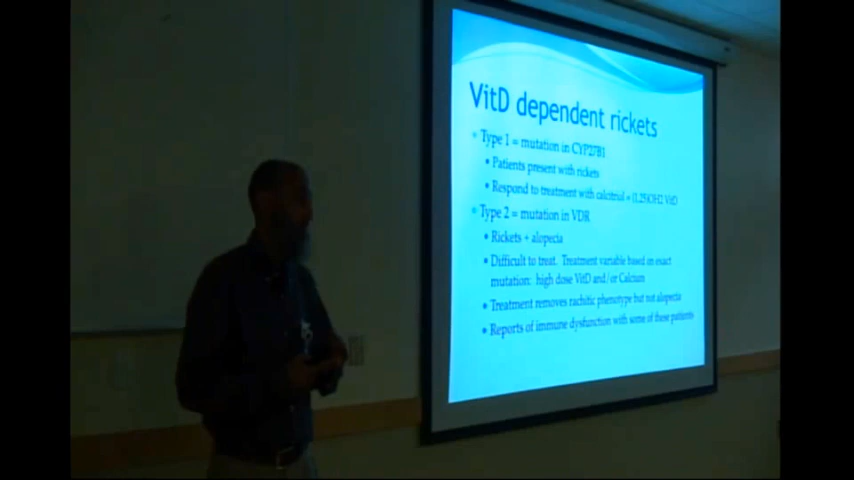 VitD dependent rickets
Type 1 = mutation in CYP27B1
Patients present with rickets
Respond to treatment with calcitriol = (1,25)OH2 VitD
Type 2 = mutation in VDR
Rickets + alopecia
Difficult to treat. Treatment variable based on exact
mutation: high dose VitD and/or Calcium
Treatment removes rachitic phenotype but not alopecia
Reports of immune dysfunction with some of these patients